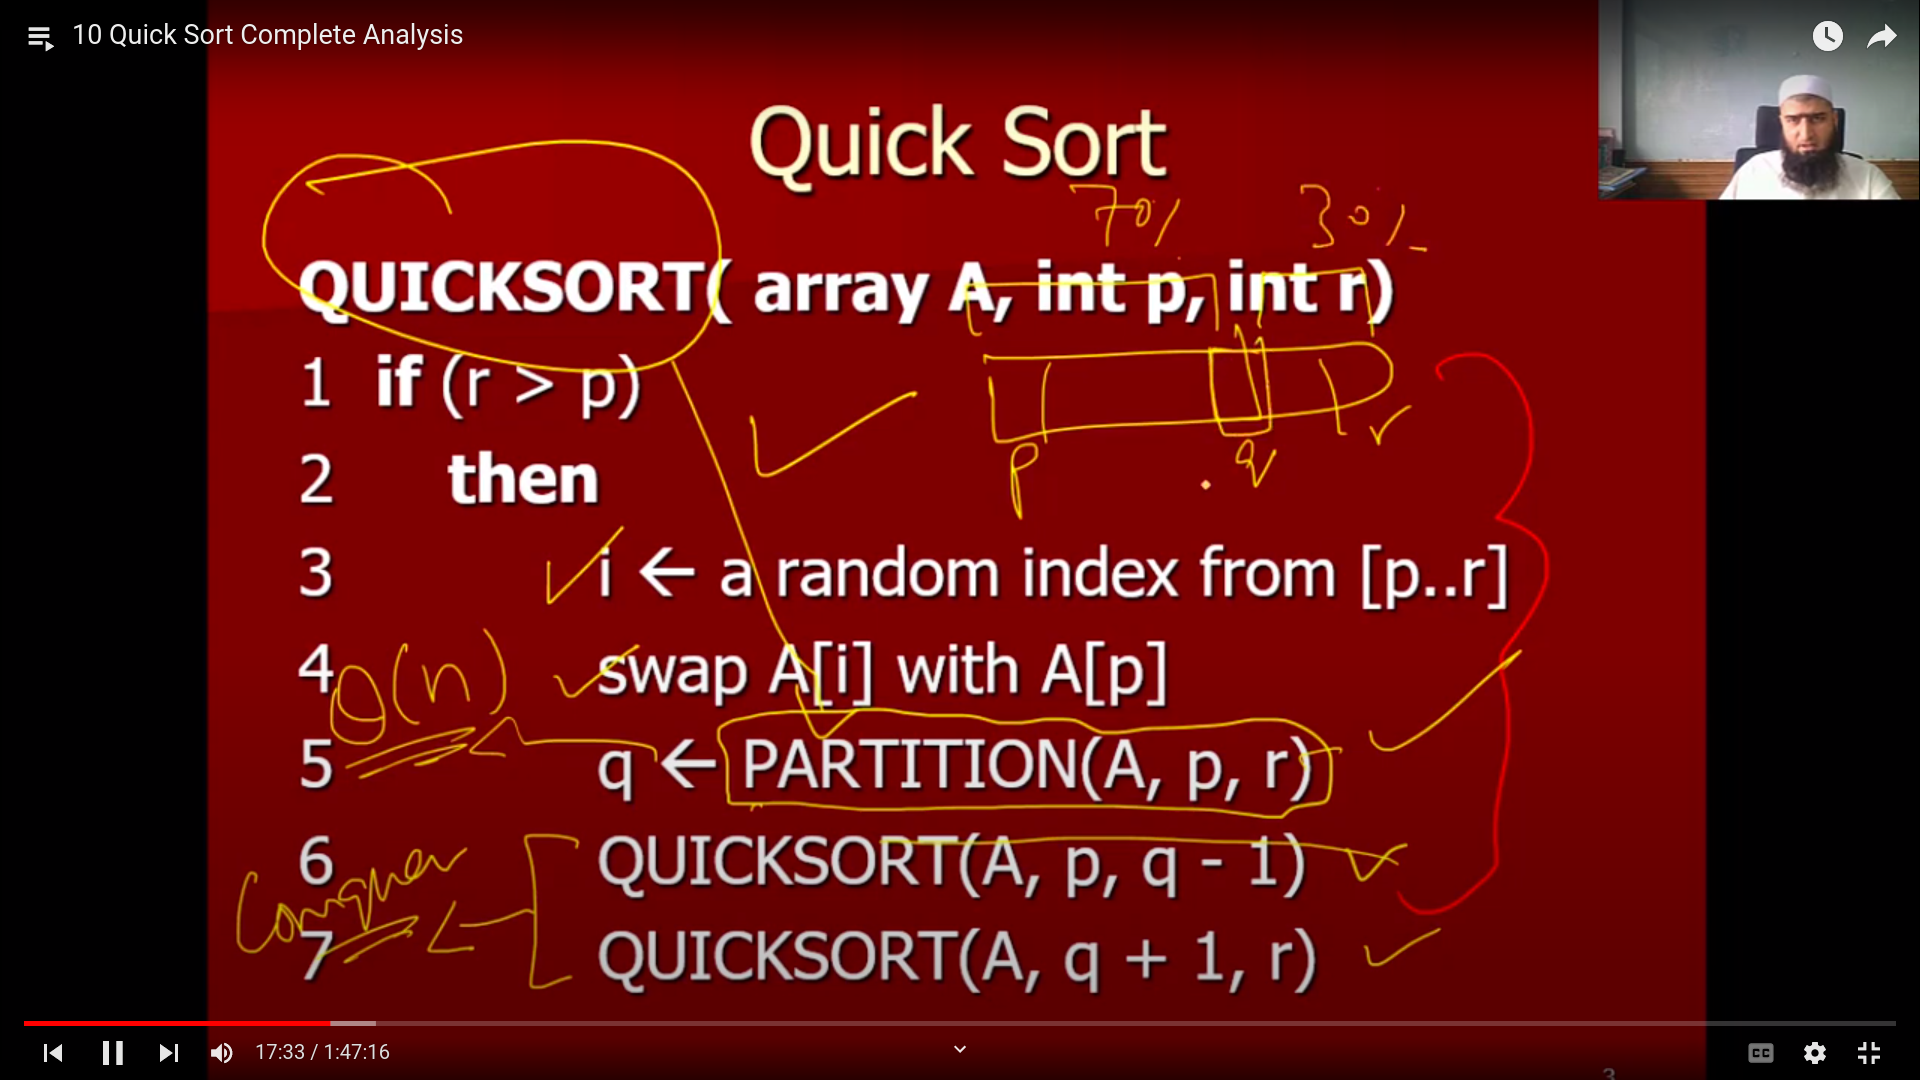 10 Quick Sort Complete Analysis
Quick Sort
70% 30%
QUICKSORT( array A, int p, int r)
1 if (r > p)
p q r
2 then
3 i ← a random index from [p..r]
4 swap A[i] with A[p]
θ(n)
5 q ← PARTITION(A, p, r)
6 QUICKSORT(A, p, q - 1)
Conquer
7 QUICKSORT(A, q + 1, r)
17:33 / 1:47:16
CC
3